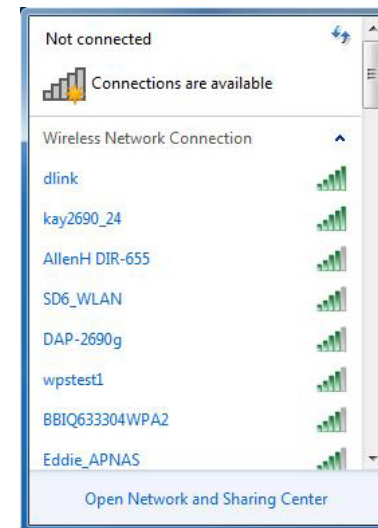 Not connected
Connections are available
Wireless Network Connection
dlink
kay2690_24
AllenH DIR-655
SD6_WLAN
DAP-2690g
wpstest1
BBIQ633304WPA2
Eddie_APNAS
Open Network and Sharing Center